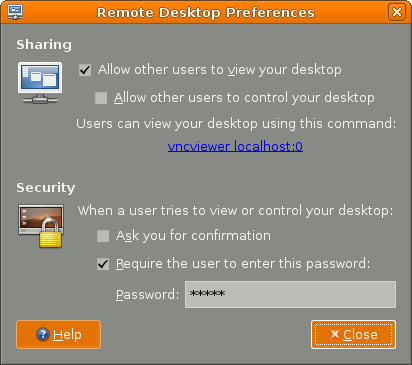 Remote Desktop Preferences
Sharing
Allow other users to view your desktop
Allow other users to control your desktop
Users can view your desktop using this command:
vncviewer localhost:0
Security
When a user tries to view or control your desktop:
Ask you for confirmation
Require the user to enter this password:
Password: *****
Help
Close